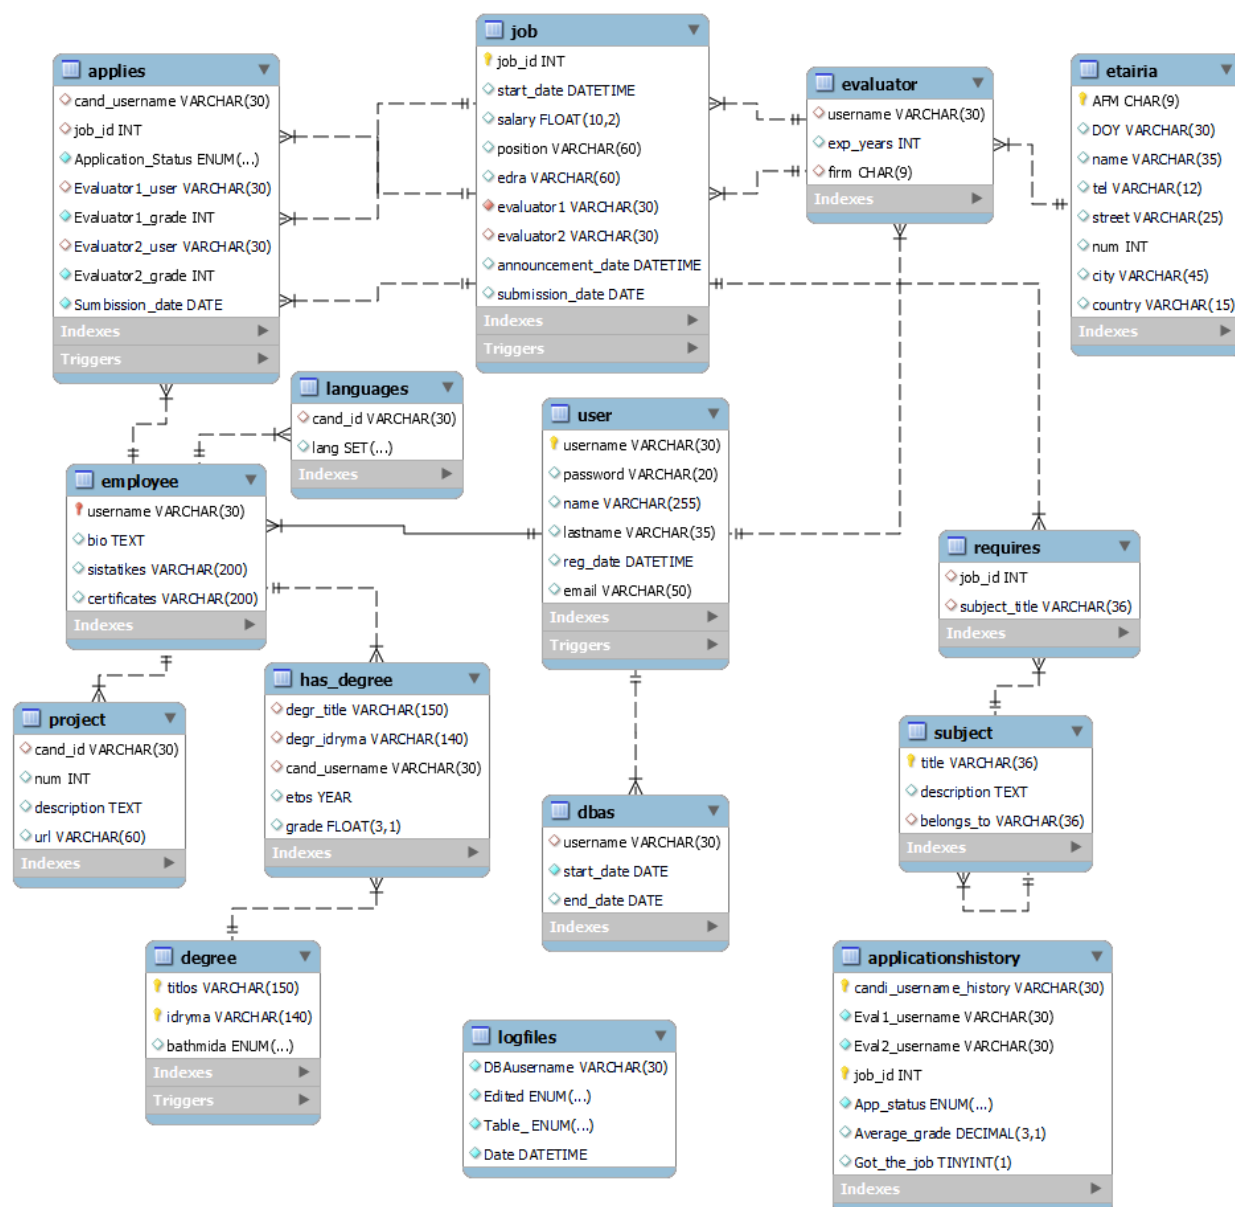 job
job_id INT
start_date DATETIME
salary FLOAT(10,2)
position VARCHAR(60)
edra VARCHAR(60)
evaluator1 VARCHAR(30)
evaluator2 VARCHAR(30)
announcement_date DATETIME
submission_date DATE
Indexes
Triggers
applies
cand_username VARCHAR(30)
job_id INT
Application_Status ENUM(...)
Evaluator1_user VARCHAR(30)
Evaluator1_grade INT
Evaluator2_user VARCHAR(30)
Evaluator2_grade INT
Sumbission_date DATE
Indexes
Triggers
evaluator
username VARCHAR(30)
exp_years INT
firm CHAR(9)
Indexes
etairia
AFM CHAR(9)
DOY VARCHAR(30)
name VARCHAR(35)
tel VARCHAR(12)
street VARCHAR(25)
num INT
city VARCHAR(45)
country VARCHAR(15)
Indexes
languages
cand_id VARCHAR(30)
lang SET(...)
Indexes
user
username VARCHAR(30)
password VARCHAR(20)
name VARCHAR(255)
lastname VARCHAR(35)
reg_date DATETIME
email VARCHAR(50)
Indexes
Triggers
employee
username VARCHAR(30)
bio TEXT
sistatikes VARCHAR(200)
certificates VARCHAR(200)
Indexes
requires
job_id INT
subject_title VARCHAR(36)
Indexes
has_degree
degr_title VARCHAR(150)
degr_idryma VARCHAR(140)
cand_username VARCHAR(30)
etos YEAR
grade FLOAT(3,1)
Indexes
project
cand_id VARCHAR(30)
num INT
description TEXT
url VARCHAR(60)
Indexes
subject
title VARCHAR(36)
description TEXT
belongs_to VARCHAR(36)
Indexes
dbas
username VARCHAR(30)
start_date DATE
end_date DATE
Indexes
degree
titlos VARCHAR(150)
idryma VARCHAR(140)
bathmida ENUM(...)
Indexes
Triggers
applicationshistory
candi_username_history VARCHAR(30)
Eval1_username VARCHAR(30)
Eval2_username VARCHAR(30)
job_id INT
App_status ENUM(...)
Average_grade DECIMAL(3,1)
Got_the_job TINYINT(1)
Indexes
logfiles
DBAusername VARCHAR(30)
Edited ENUM(...)
Table_ ENUM(...)
Date DATETIME